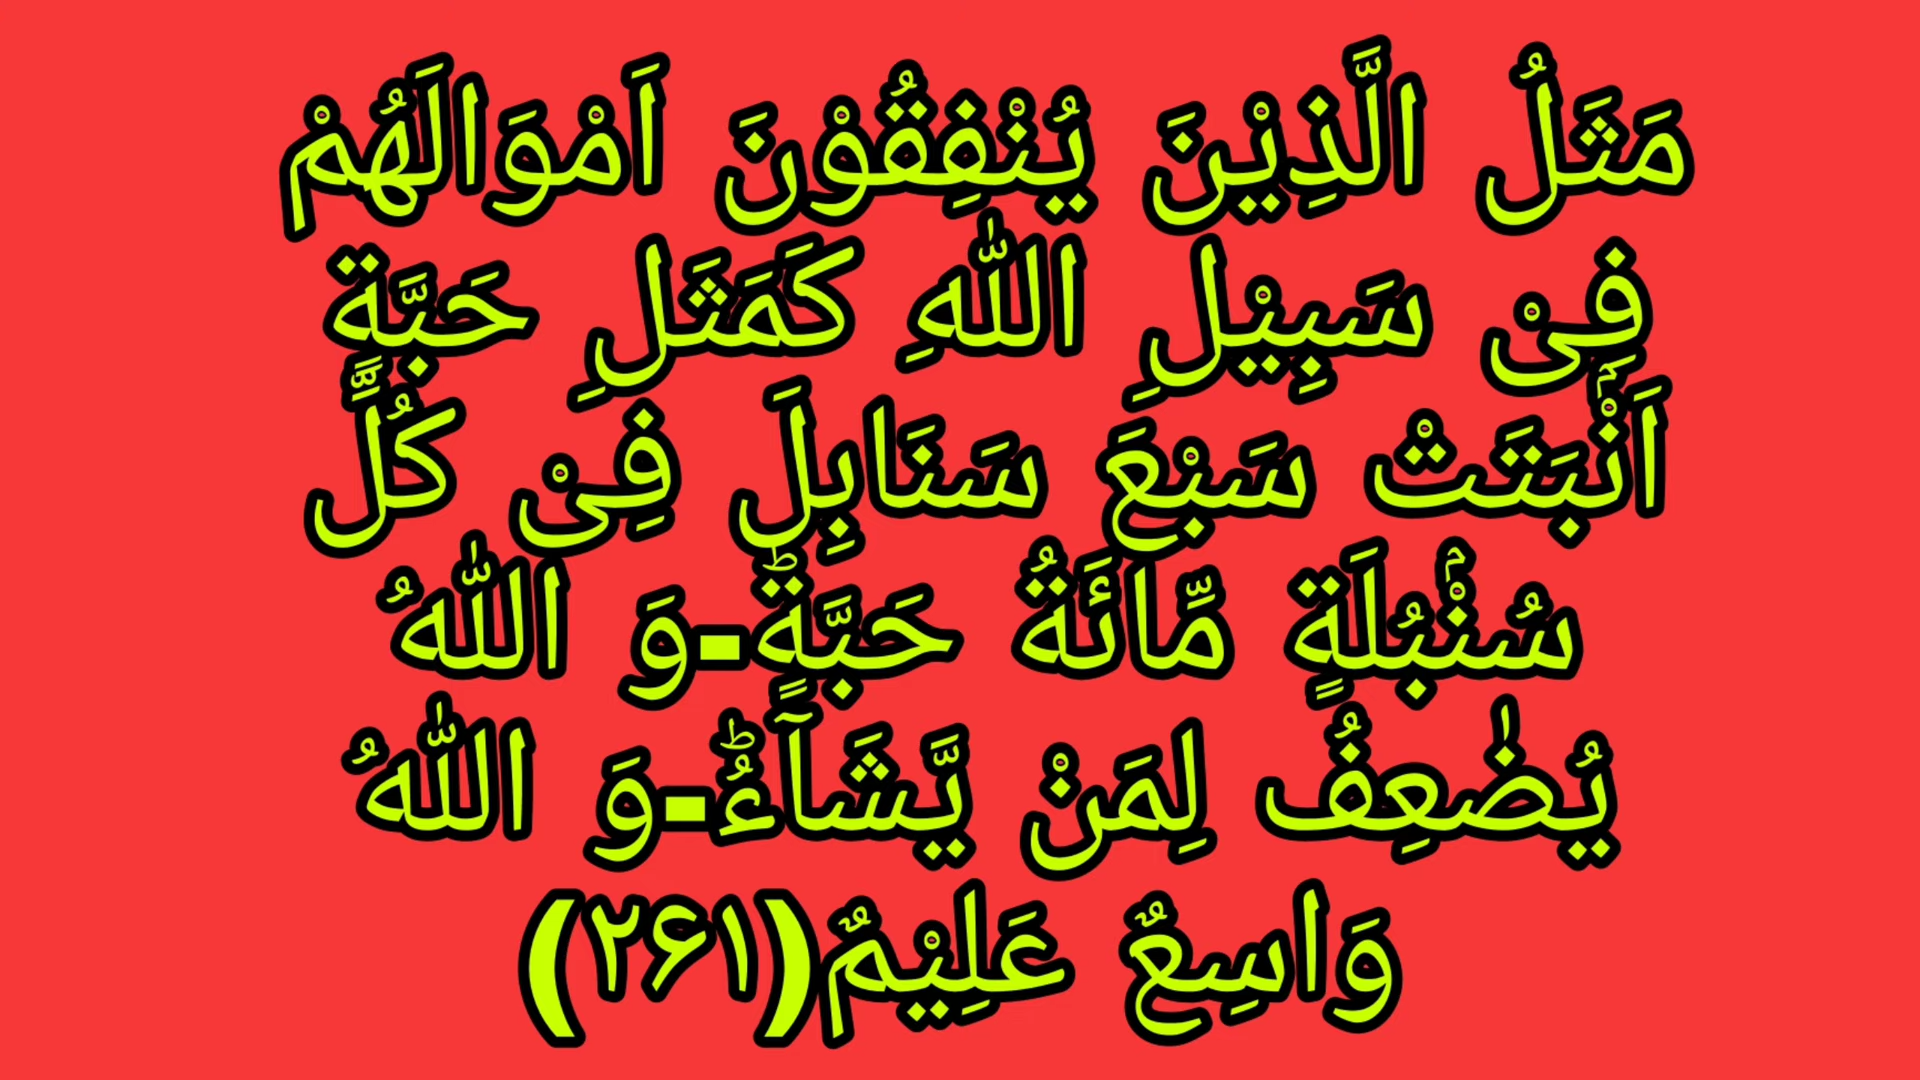 مَثَلُ الَّذِیْنَ یُنْفِقُوْنَ اَمْوَالَهُمْ
فِیْ سَبِیْلِ اللّٰهِ كَمَثَلِ حَبَّةٍ
اَنْۢبَتَتْ سَبْعَ سَنَابِلَ فِیْ كُلِّ
سُنْۢبُلَةٍ مِّائَةُ حَبَّةٍؕ-وَ اللّٰهُ
یُضٰعِفُ لِمَنْ یَّشَآءُؕ-وَ اللّٰهُ
وَاسِعٌ عَلِیْمٌ(۲۶۱)